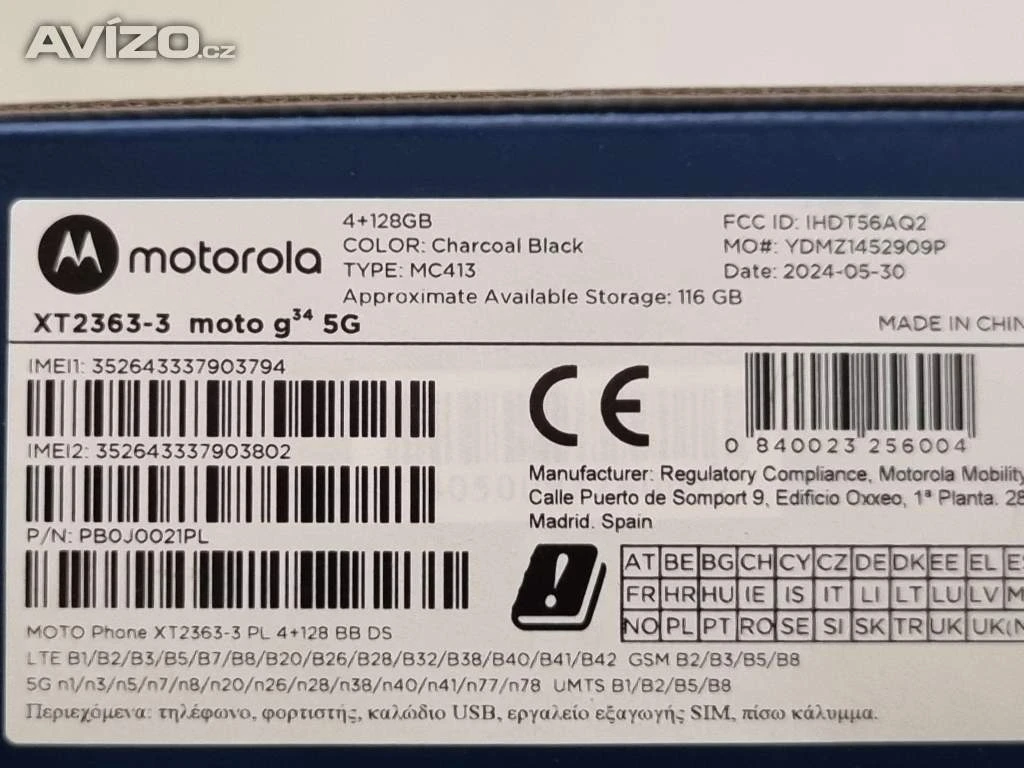 AVÍZO.cz
motorola
4+128GB
COLOR: Charcoal Black
TYPE: MC413
Approximate Available Storage: 116 GB
FCC ID: IHDT56AQ2
MO#: YDMZ1452909P
Date: 2024-05-30
XT2363-3 moto g34 5G
MADE IN CHIN
IMEI1: 352643337903794
IMEI2: 352643337903802
P/N: PB0J0021PL
CE
0 840023 256004
Manufacturer: Regulatory Compliance, Motorola Mobility
Calle Puerto de Somport 9, Edificio Oxxeo, 1ª Planta. 28
Madrid. Spain
AT BE BG CH CY CZ DE DK EE EL ES
FR HR HU IE IS IT LI LT LU LV M
NO PL PT RO SE SI SK TR UK UK(N
MOTO Phone XT2363-3 PL 4+128 BB DS
LTE B1/B2/B3/B5/B7/B8/B20/B26/B28/B32/B38/B40/B41/B42 GSM B2/B3/B5/B8
5G n1/n3/n5/n7/n8/n20/n26/n28/n38/n40/n41/n77/n78 UMTS B1/B2/B5/B8
Περιεχόμενα: τηλέφωνο, φορτιστής, καλώδιο USB, εργαλείο εξαγωγής SIM, πίσω κάλυμμα.